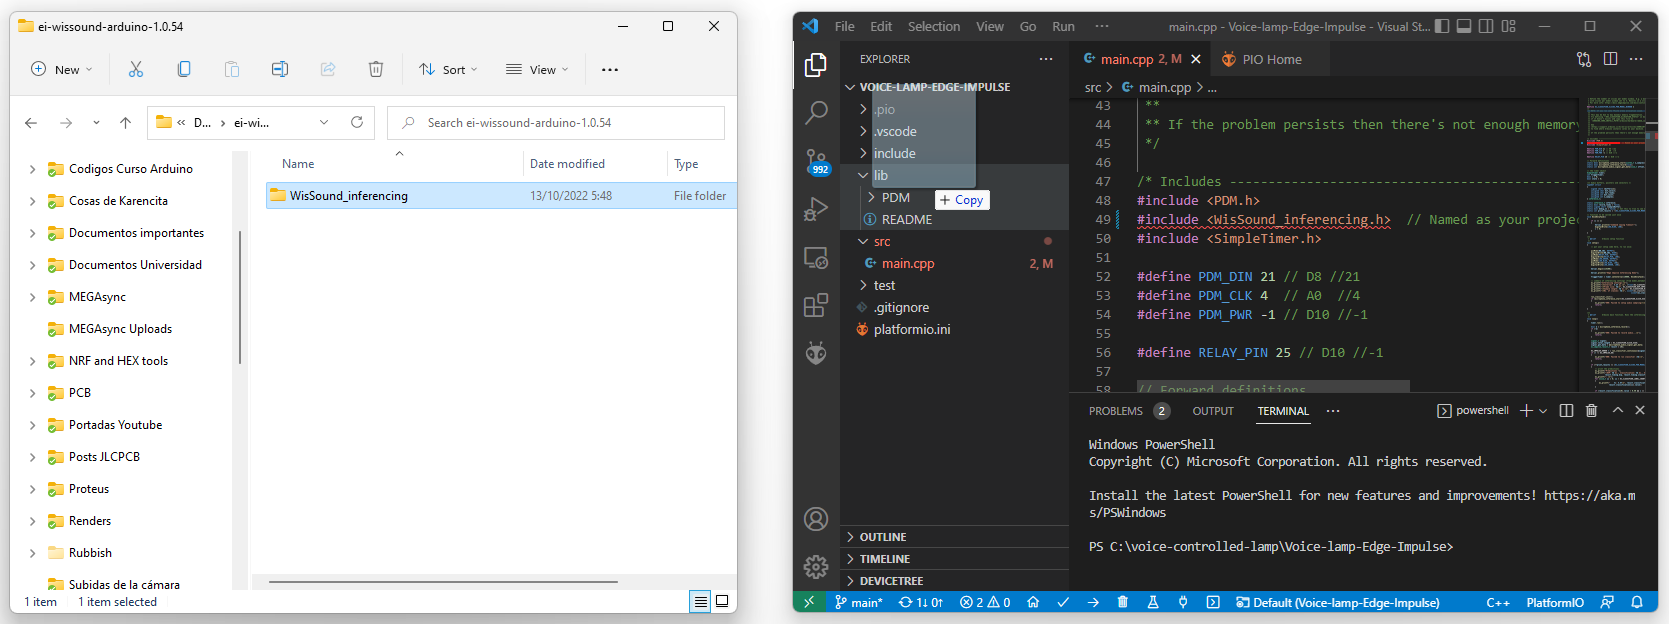 ei-wissound-arduino-1.0.54
New
Sort
View
« D... › ei-wi...
Search ei-wissound-arduino-1.0.54
Name
Date modified
Type
Codigos Curso Arduino
Cosas de Karencita
Documentos importantes
Documentos Universidad
MEGAsync
MEGAsync Uploads
NRF and HEX tools
PCB
Portadas Youtube
Posts JLCPCB
Proteus
Renders
Rubbish
Subidas de la cámara
WisSound_inferencing
13/10/2022 5:48
File folder
1 item
1 item selected
File Edit Selection View Go Run ···
main.cpp - Voice-lamp-Edge-Impulse - Visual St...
992
EXPLORER
VOICE-LAMP-EDGE-IMPULSE
.pio
.vscode
include
lib
PDM
+ Copy
README
src
main.cpp 2, M
test
.gitignore
platformio.ini
OUTLINE
TIMELINE
DEVICETREE
main.cpp 2, M
PIO Home
src > main.cpp > ...
43 **
44 ** If the problem persists then there's not enough memory
45 */
46
47 /* Includes ----------------------------------------
48 #include <PDM.h>
49 #include <WisSound_inferencing.h> // Named as your projec
50 #include <SimpleTimer.h>
51
52 #define PDM_DIN 21 // D8 //21
53 #define PDM_CLK 4 // A0 //4
54 #define PDM_PWR -1 // D10 //-1
55
56 #define RELAY_PIN 25 // D10 //-1
57
58 // Forward definitions
PROBLEMS 2
OUTPUT
TERMINAL
powershell
Windows PowerShell
Copyright (C) Microsoft Corporation. All rights reserved.
Install the latest PowerShell for new features and improvements! https://aka.m
s/PSWindows
PS C:\voice-controlled-lamp\Voice-lamp-Edge-Impulse>
main* 1↓ 0↑ 2 0 Default (Voice-lamp-Edge-Impulse) C++ PlatformIO